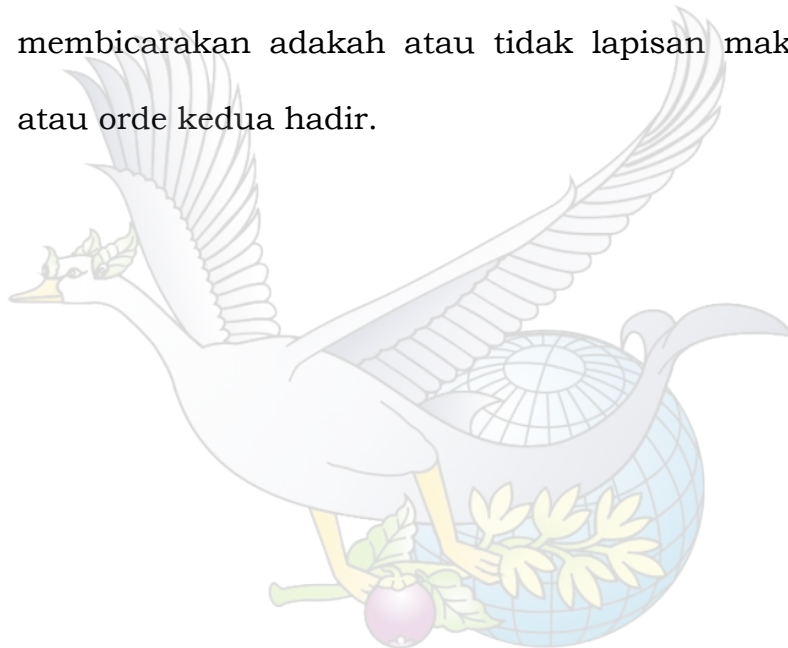 membicarakan adakah atau tidak lapisan mak
atau orde kedua hadir.